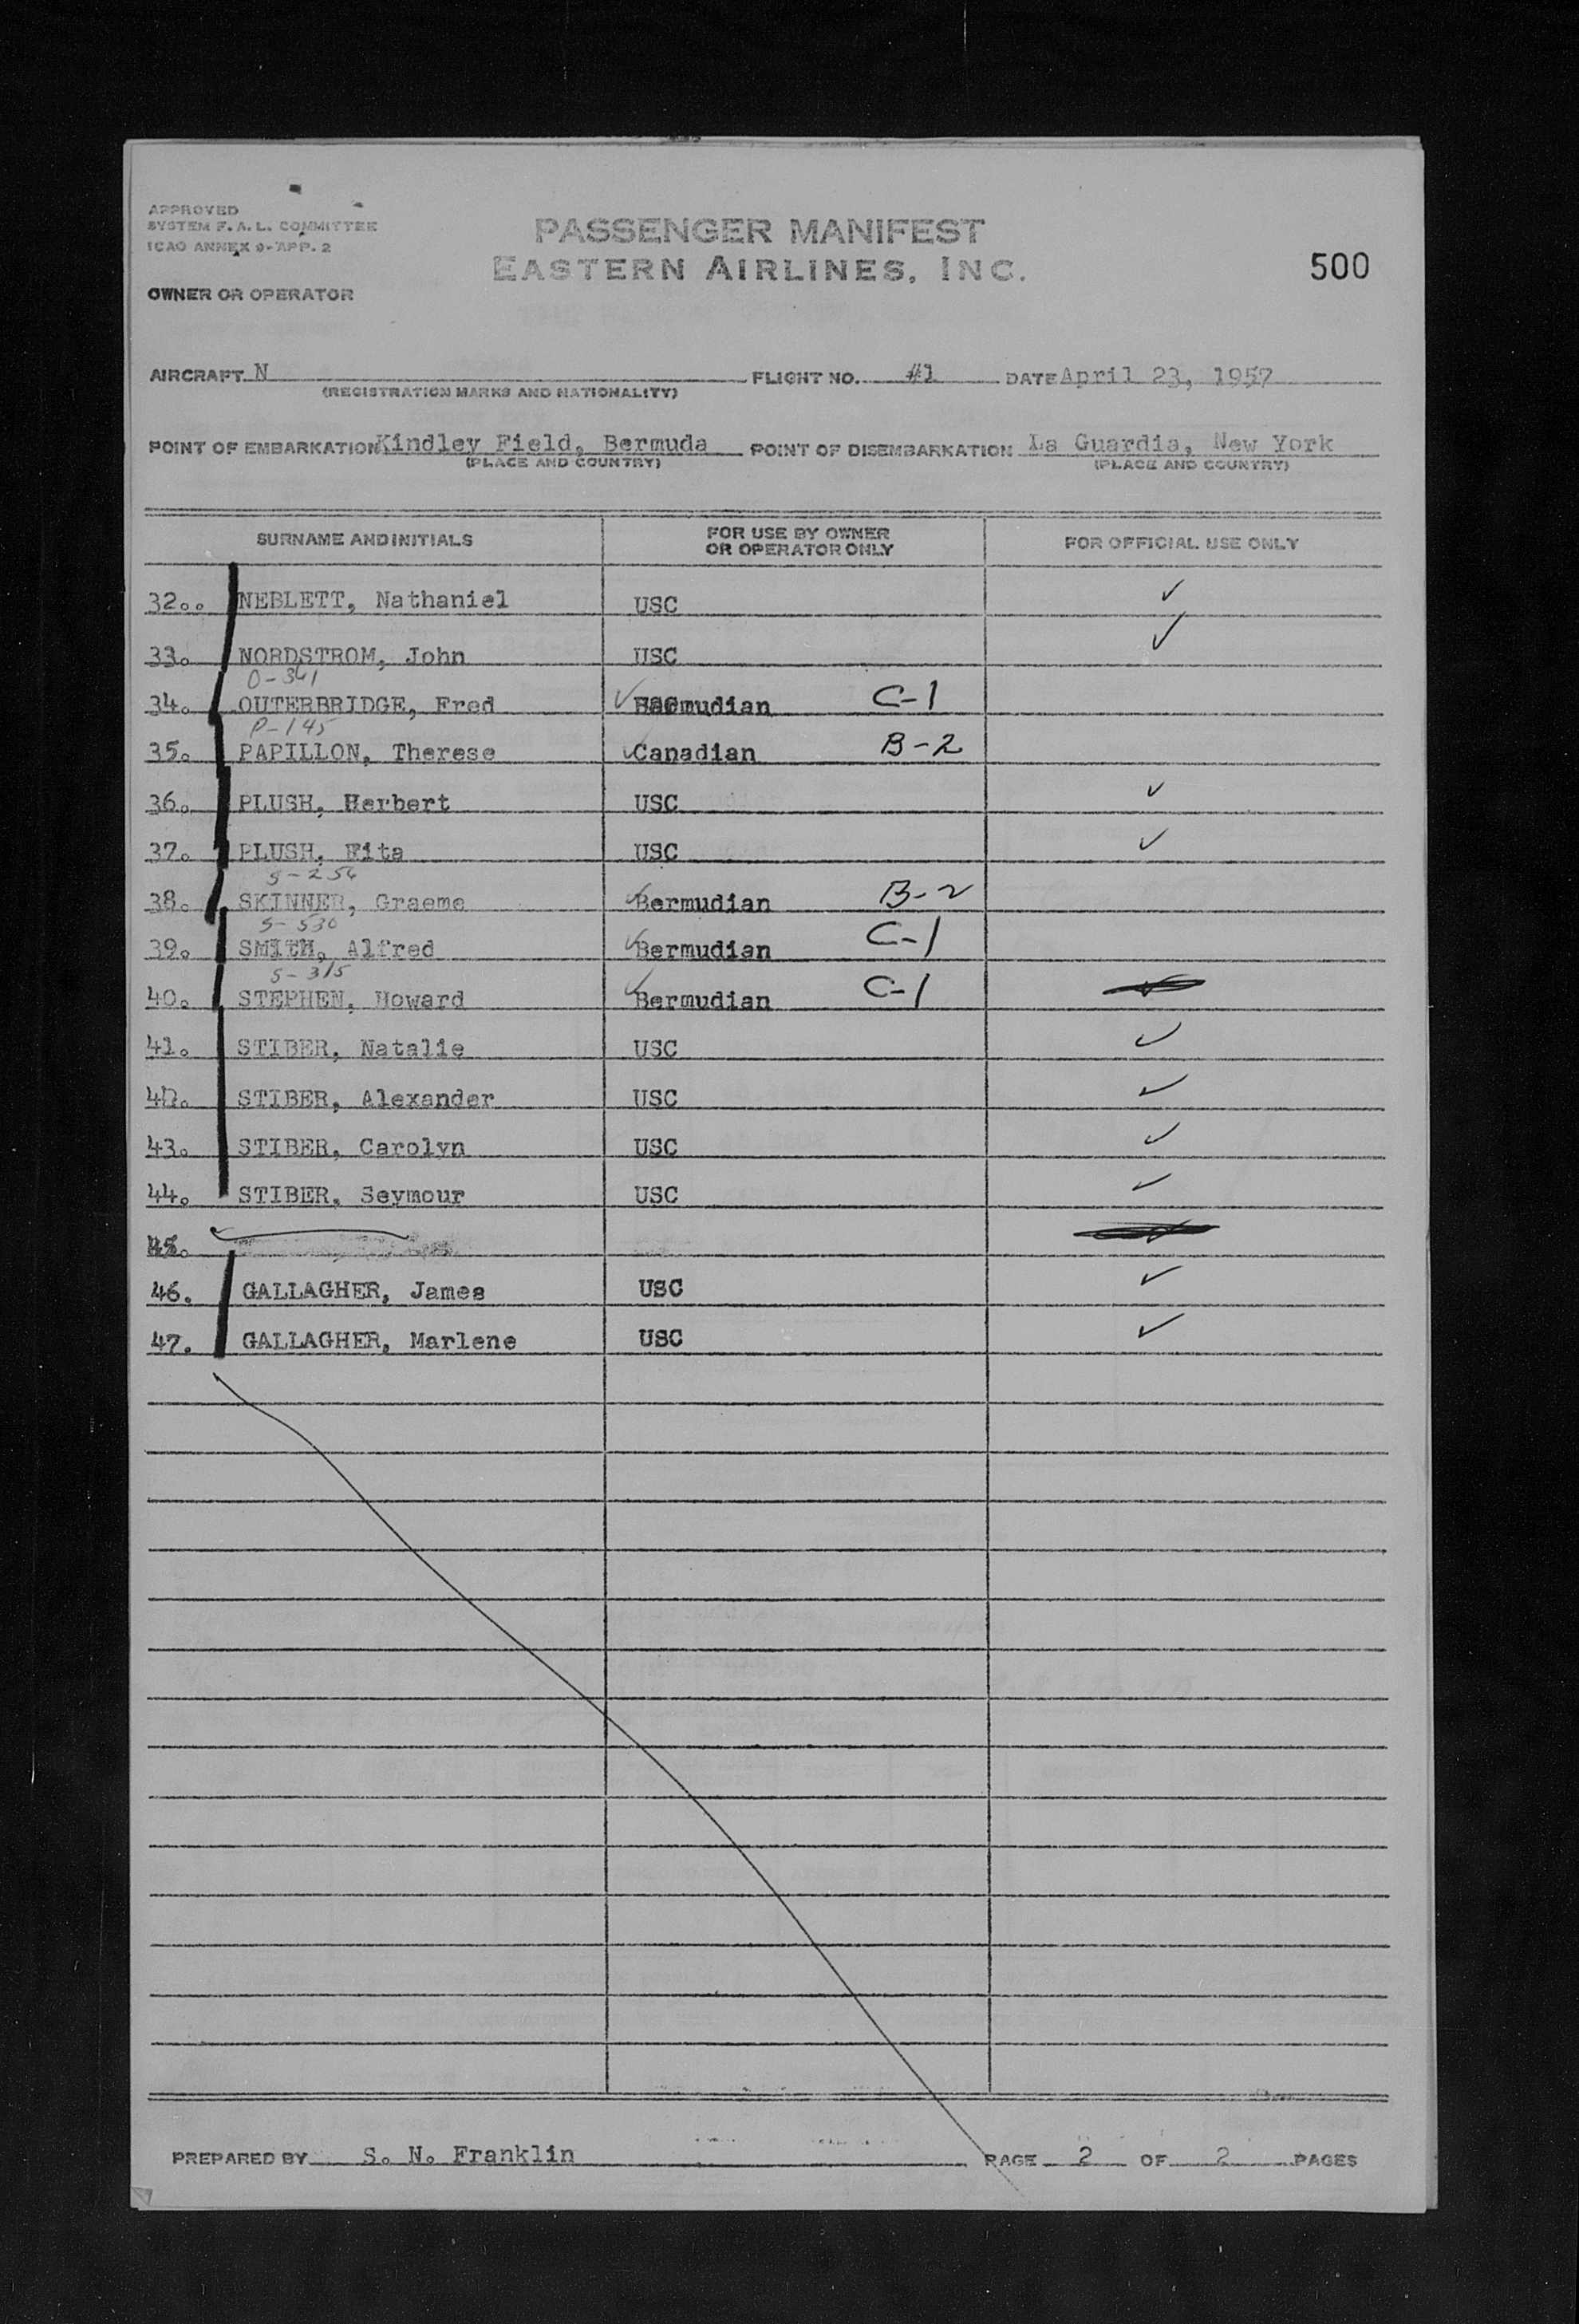 APPROVED
SYSTEM F. A. L. COMMITTEE
ICAO ANNEX 9-APP. 2
PASSENGER MANIFEST
EASTERN AIRLINES, INC.
500
OWNER OR OPERATOR
AIRCRAFT N FLIGHT NO. #1 DATE April 23, 1957
(REGISTRATION MARKS AND NATIONALITY)
POINT OF EMBARKATION Kindley Field, Bermuda POINT OF DISEMBARKATION La Guardia, New York
(PLACE AND COUNTRY) (PLACE AND COUNTRY)
SURNAME AND INITIALS FOR USE BY OWNER OR OPERATOR ONLY FOR OFFICIAL USE ONLY
32.. NEBLETT, Nathaniel USC ✓
33. NORDSTROM, John USC ✓
O-341
34. OUTERBRIDGE, Fred ✓ Bermudian C-1
P-145
35. PAPILLON, Therese ✓ Canadian B-2
36. PLUSH, Herbert USC ✓
37. PLUSH, Rita USC ✓
S-256
38. SKINNER, Graeme ✓ Bermudian B-2
S-530
39. SMITH, Alfred ✓ Bermudian C-1
S-315
40. STEPHEN, Howard ✓ Bermudian C-1
41. STIBER, Natalie USC ✓
42. STIBER, Alexander USC ✓
43. STIBER, Carolyn USC ✓
44. STIBER, Seymour USC ✓
45.
46. GALLAGHER, James USC ✓
47. GALLAGHER, Marlene USC ✓
PREPARED BY S. N. Franklin PAGE 2 OF 2 PAGES